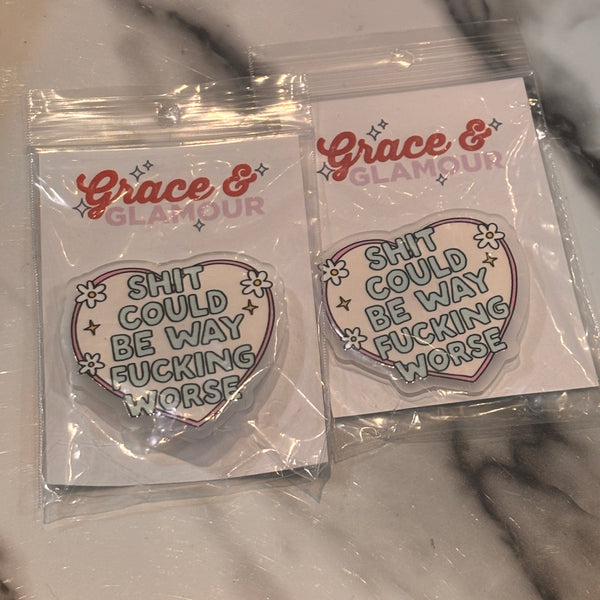 Grace &
GLAMOUR
SHIT
COULD
BE WAY
FUCKING
WORSE
Grace &
GLAMOUR
SHIT
COULD
BE WAY
FUCKING
WORSE